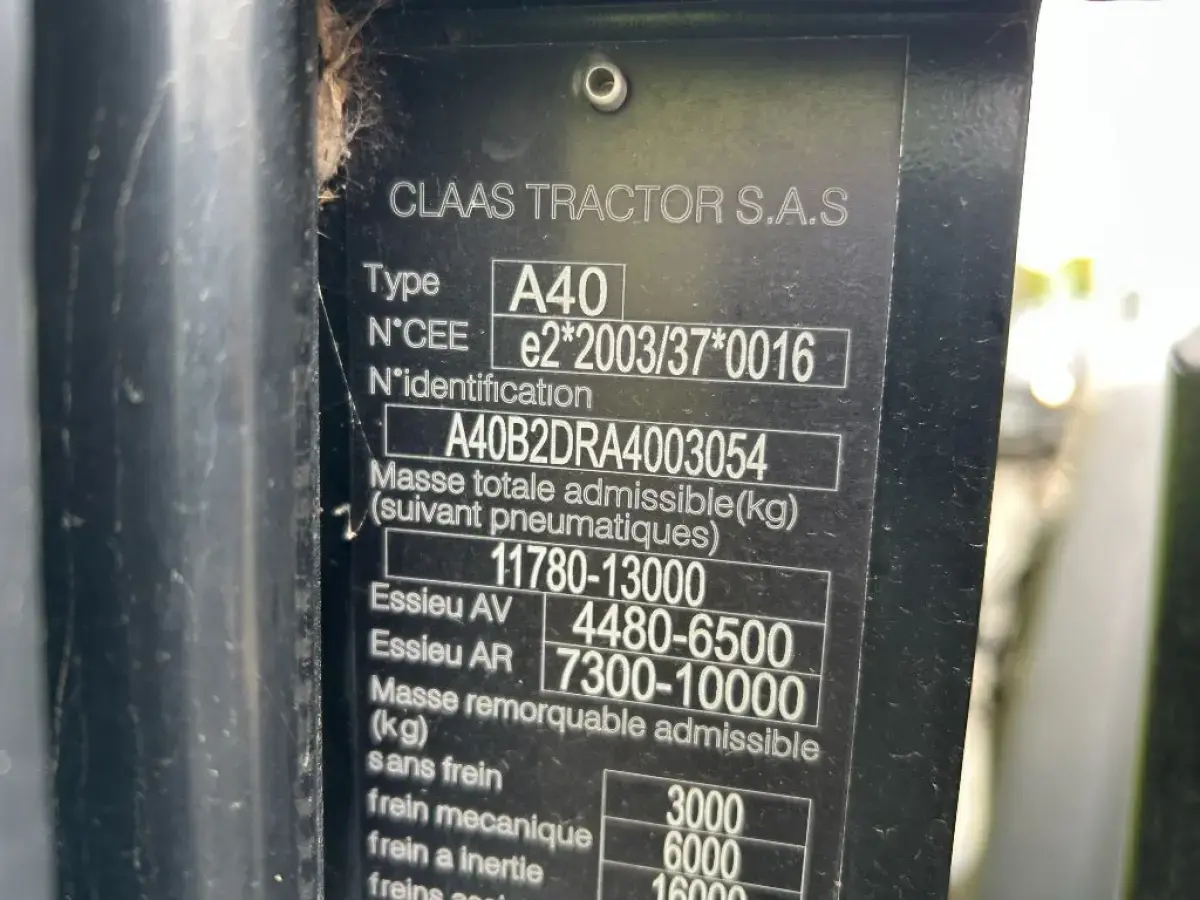 CLAAS TRACTOR S.A.S
Type A40
N°CEE e2*2003/37*0016
N°identification
A40B2DRA4003054
Masse totale admissible(kg)
(suivant pneumatiques)
11780-13000
Essieu AV 4480-6500
Essieu AR 7300-10000
Masse remorquable admissible
(kg)
sans frein 3000
frein mecanique 6000
frein a inertie 16000
freins